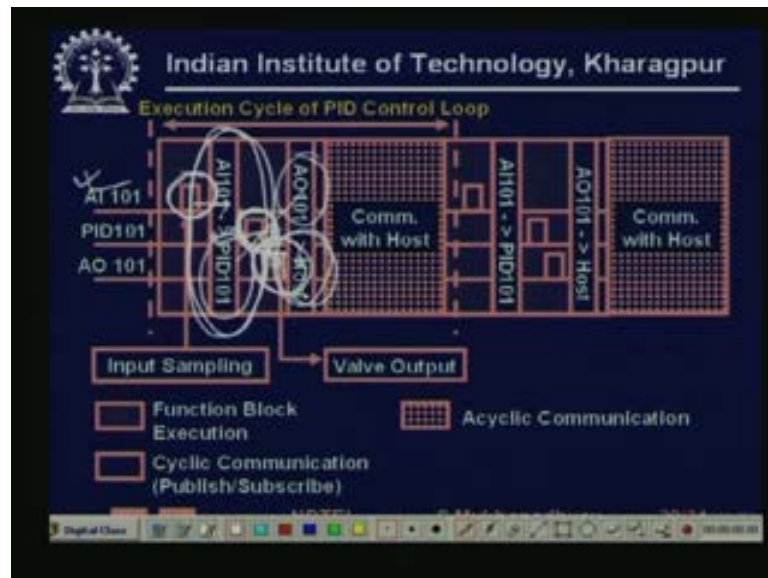 Indian Institute of Technology, Kharagpur
Execution Cycle of PID Control Loop
AI 101
PID101
AO 101
AI101 -> PID101
Comm. with Host
AI101 -> PID101
AO101 -> Host
Comm. with Host
Input Sampling
Valve Output
Function Block
Execution
Acyclic Communication
Cyclic Communication
(Publish/Subscribe)